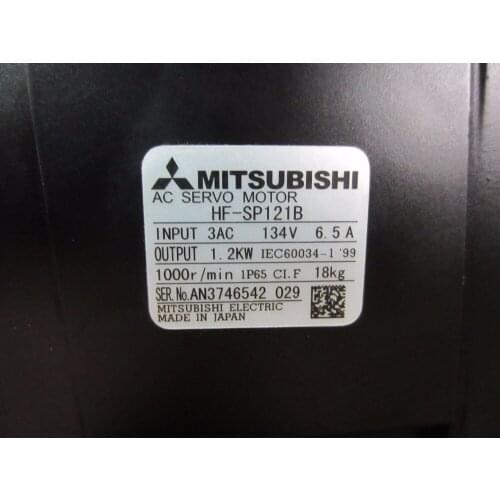 MITSUBISHI
AC SERVO MOTOR
HF-SP121B
INPUT 3AC 134V 6.5A
OUTPUT 1.2KW IEC60034-1 '99
1000r/min IP65 CI.F 18kg
SER.No.AN3746542 029
MITSUBISHI ELECTRIC
MADE IN JAPAN